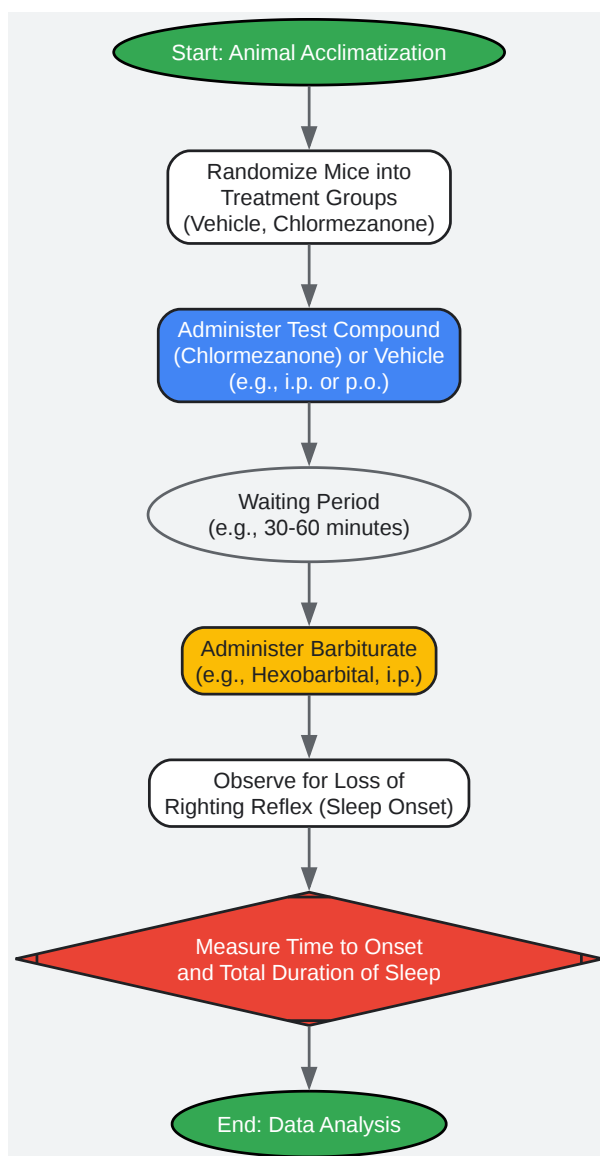 Start: Animal Acclimatization
Randomize Mice into
Treatment Groups
(Vehicle, Chlormezanone)
Administer Test Compound
(Chlormezanone) or Vehicle
(e.g., i.p. or p.o.)
Waiting Period
(e.g., 30-60 minutes)
Administer Barbiturate
(e.g., Hexobarbital, i.p.)
Observe for Loss of
Righting Reflex (Sleep Onset)
Measure Time to Onset
and Total Duration of Sleep
End: Data Analysis